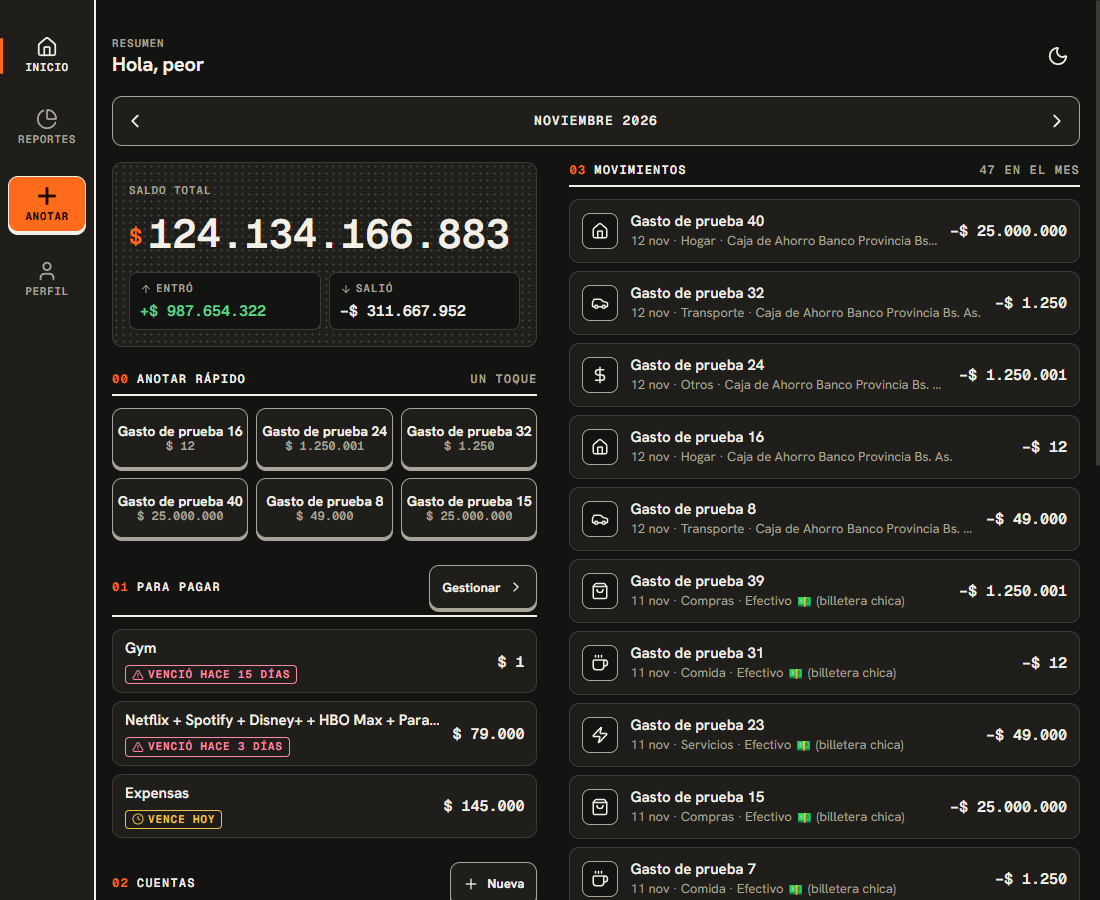 INICIO
REPORTES
ANOTAR
PERFIL
RESUMEN
Hola, peor
NOVIEMBRE 2026
SALDO TOTAL
$124.134.166.883
ENTRÓ
+$ 987.654.322
SALIÓ
−$ 311.667.952
00 ANOTAR RÁPIDO
UN TOQUE
Gasto de prueba 16
$ 12
Gasto de prueba 24
$ 1.250.001
Gasto de prueba 32
$ 1.250
Gasto de prueba 40
$ 25.000.000
Gasto de prueba 8
$ 49.000
Gasto de prueba 15
$ 25.000.000
01 PARA PAGAR
Gestionar
Gym
VENCIÓ HACE 15 DÍAS
$ 1
Netflix + Spotify + Disney+ + HBO Max + Para...
VENCIÓ HACE 3 DÍAS
$ 79.000
Expensas
VENCE HOY
$ 145.000
02 CUENTAS
Nueva
03 MOVIMIENTOS
47 EN EL MES
Gasto de prueba 40
12 nov · Hogar · Caja de Ahorro Banco Provincia Bs...
−$ 25.000.000
Gasto de prueba 32
12 nov · Transporte · Caja de Ahorro Banco Provincia Bs. As.
−$ 1.250
Gasto de prueba 24
12 nov · Otros · Caja de Ahorro Banco Provincia Bs. ...
−$ 1.250.001
Gasto de prueba 16
12 nov · Hogar · Caja de Ahorro Banco Provincia Bs. As.
−$ 12
Gasto de prueba 8
12 nov · Transporte · Caja de Ahorro Banco Provincia Bs. ...
−$ 49.000
Gasto de prueba 39
11 nov · Compras · Efectivo 💵 (billetera chica)
−$ 1.250.001
Gasto de prueba 31
11 nov · Comida · Efectivo 💵 (billetera chica)
−$ 12
Gasto de prueba 23
11 nov · Servicios · Efectivo 💵 (billetera chica)
−$ 49.000
Gasto de prueba 15
11 nov · Compras · Efectivo 💵 (billetera chica)
−$ 25.000.000
Gasto de prueba 7
11 nov · Comida · Efectivo 💵 (billetera chica)
−$ 1.250